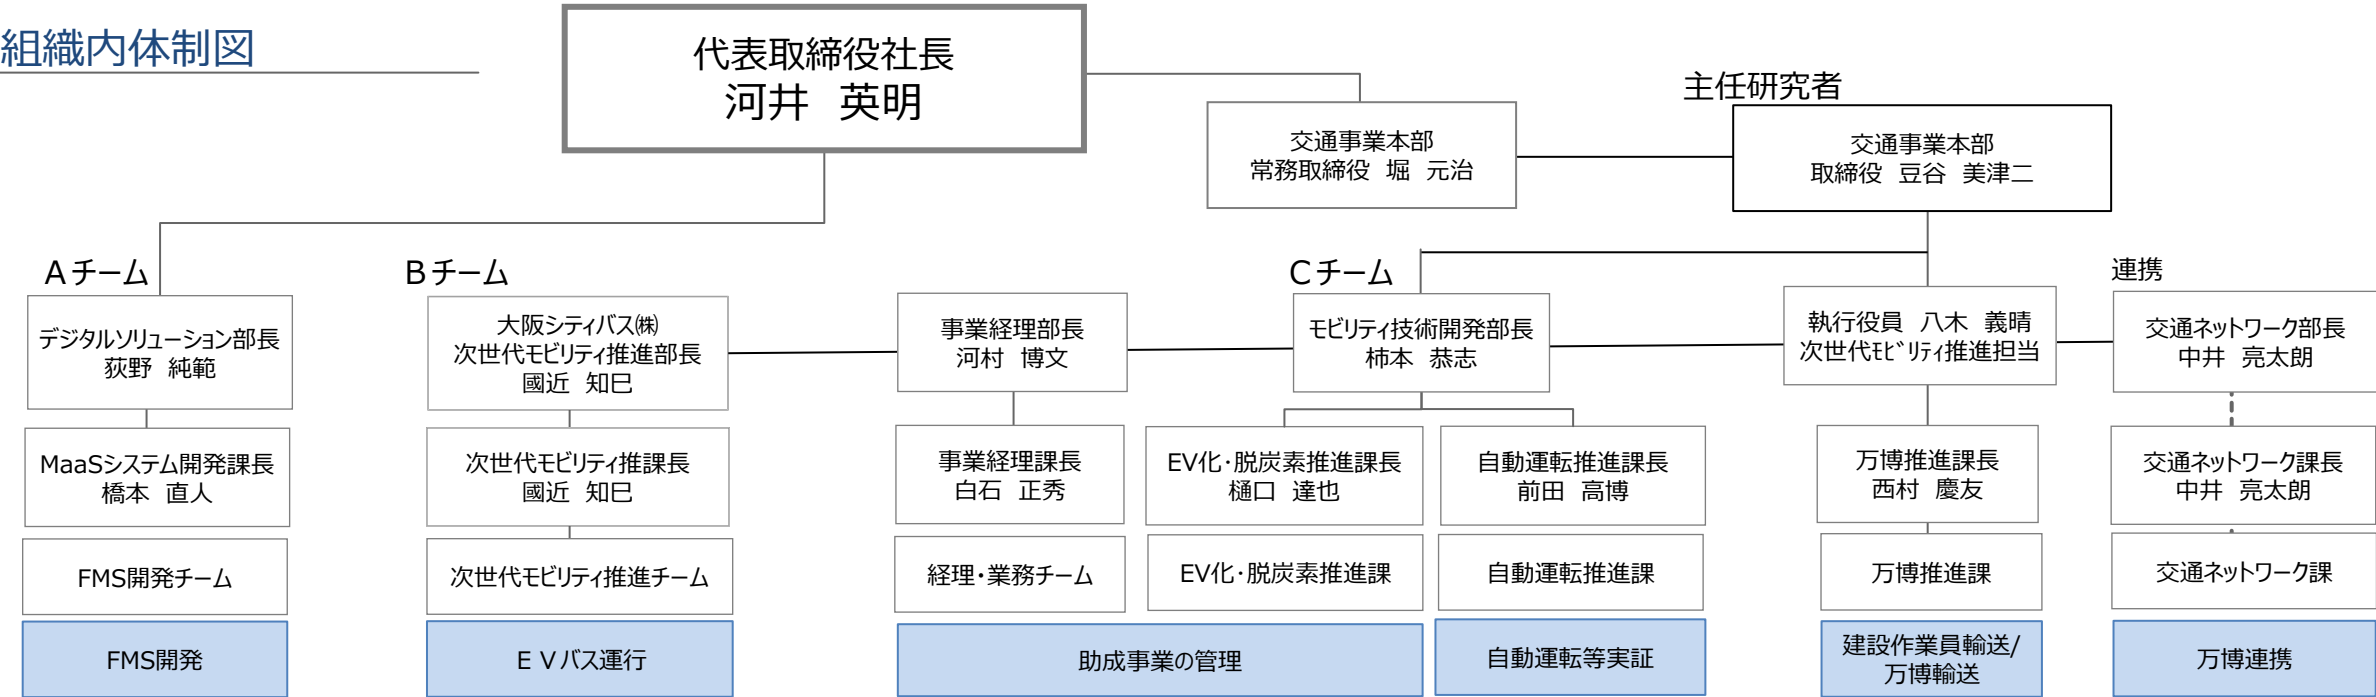 組織内体制図
代表取締役社長
河井 英明
交通事業本部
常務取締役 堀 元治
主任研究者
交通事業本部
取締役 豆谷 美津二
Aチーム
デジタルソリューション部長
荻野 純範
MaaSシステム開発課長
橋本 直人
FMS開発チーム
FMS開発
Bチーム
大阪シティバス㈱
次世代モビリティ推進部長
國近 知巳
次世代モビリティ推課長
國近 知巳
次世代モビリティ推進チーム
EVバス運行
事業経理部長
河村 博文
事業経理課長
白石 正秀
経理・業務チーム
Cチーム
モビリティ技術開発部長
柿本 恭志
EV化・脱炭素推進課長
樋口 達也
EV化・脱炭素推進課
助成事業の管理
自動運転推進課長
前田 高博
自動運転推進課
自動運転等実証
執行役員 八木 義晴
次世代ﾓﾋﾞﾘﾃｨ推進担当
万博推進課長
西村 慶友
万博推進課
建設作業員輸送/
万博輸送
連携
交通ネットワーク部長
中井 亮太朗
交通ネットワーク課長
中井 亮太朗
交通ネットワーク課
万博連携